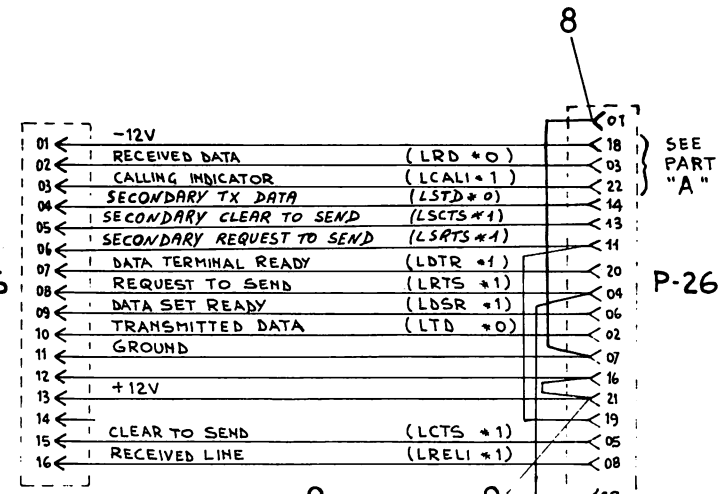 8
01
01 -12V 18 SEE
02 RECEIVED DATA (LRD *0) 03 PART
03 CALLING INDICATOR (LCALI*1) 22 "A"
04 SECONDARY TX DATA (LSTD*0) 14
05 SECONDARY CLEAR TO SEND (LSCTS*1) 13
06 SECONDARY REQUEST TO SEND (LSRTS*1) 11
07 DATA TERMINAL READY (LDTR *1) 20
08 REQUEST TO SEND (LRTS *1) 04 P-26
09 DATA SET READY (LDSR *1) 06
10 TRANSMITTED DATA (LTD *0) 02
11 GROUND 07
12 16
13 +12V 21
14 19
15 CLEAR TO SEND (LCTS *1) 05
16 RECEIVED LINE (LRELI *1) 08